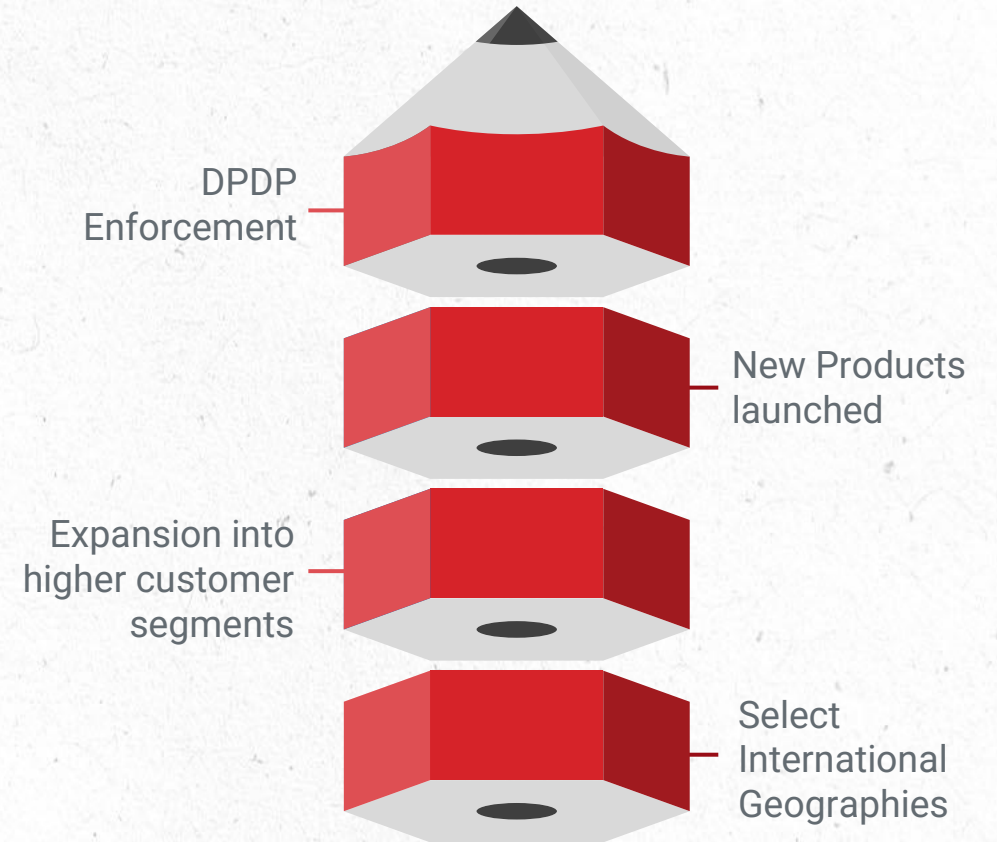 DPDP
Enforcement
New Products
launched
Expansion into
higher customer
segments
Select
International
Geographies